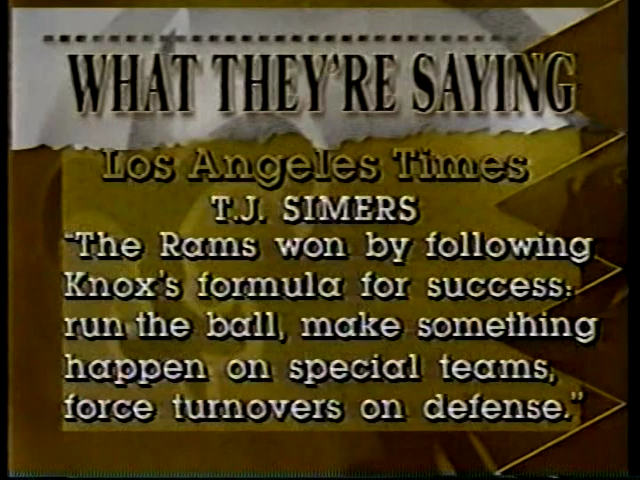 WHAT THEY'RE SAYING
Los Angeles Times
T.J. SIMERS
"The Rams won by following
Knox's formula for success:
run the ball, make something
happen on special teams,
force turnovers on defense."